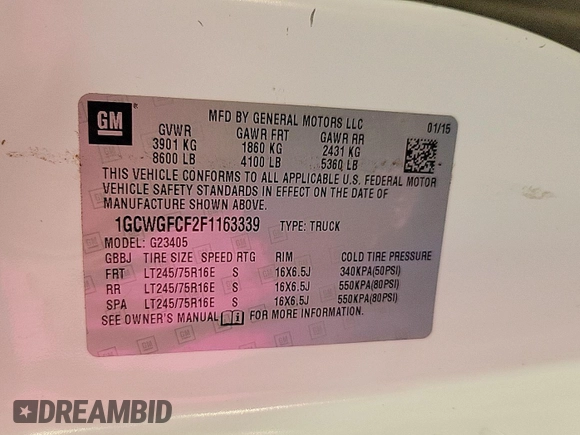 GM
MFD BY GENERAL MOTORS LLC
01/15
GVWR GAWR FRT GAWR RR
3901 KG 1860 KG 2431 KG
8600 LB 4100 LB 5360 LB
THIS VEHICLE CONFORMS TO ALL APPLICABLE U.S. FEDERAL MOTOR
VEHICLE SAFETY STANDARDS IN EFFECT ON THE DATE OF
MANUFACTURE SHOWN ABOVE.
1GCWGFCF2F1163339 TYPE: TRUCK
MODEL: G23405
GBBJ TIRE SIZE SPEED RTG RIM COLD TIRE PRESSURE
FRT LT245/75R16E S 16X6.5J 340KPA(50PSI)
RR LT245/75R16E S 16X6.5J 550KPA(80PSI)
SPA LT245/75R16E S 16X6.5J 550KPA(80PSI)
SEE OWNER'S MANUAL FOR MORE INFORMATION.
DREAMBID